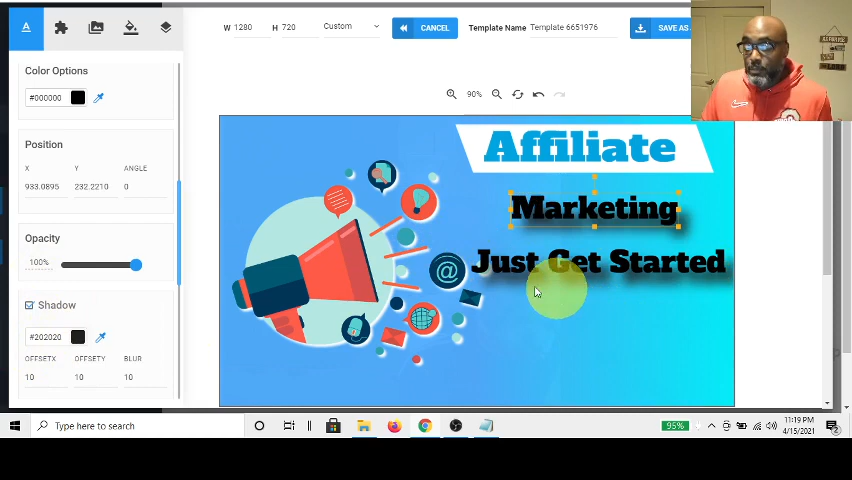 W 1280 H 720 Custom CANCEL Template Name Template 6651976 SAVE AS
A
Color Options
#000000
90%
Position
X Y ANGLE
933.0895 232.2210 0
Opacity
100%
Shadow
#202020
OFFSETX OFFSETY BLUR
10 10 10
Affiliate
Marketing
Just Get Started
@
Type here to search
95%
11:19 PM
4/15/2021
2